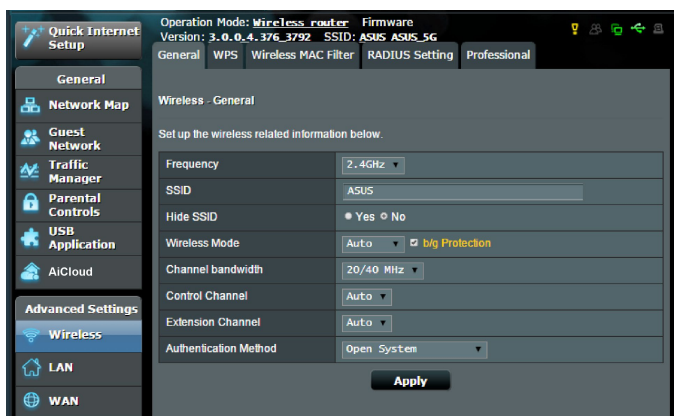 Quick Internet
Setup
Operation Mode: Wireless router Firmware
Version: 3.0.0.4.376_3792 SSID: ASUS ASUS_5G
General WPS Wireless MAC Filter RADIUS Setting Professional
General
Network Map
Guest
Network
Traffic
Manager
Parental
Controls
USB
Application
AiCloud
Advanced Settings
Wireless
LAN
WAN
Wireless - General
Set up the wireless related information below.
Frequency 2.4GHz
SSID ASUS
Hide SSID Yes No
Wireless Mode Auto b/g Protection
Channel bandwidth 20/40 MHz
Control Channel Auto
Extension Channel Auto
Authentication Method Open System
Apply